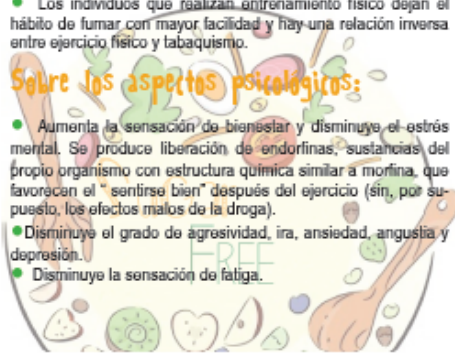 • Los individuos que realizan entrenamiento físico dejan el
hábito de fumar con mayor facilidad y hay una relación inversa
entre ejercicio físico y tabaquismo.
Sobre los aspectos psicológicos:
• Aumenta la sensación de bienestar y disminuye el estrés
mental. Se produce liberación de endorfinas, sustancias del
propio organismo con estructura química similar a morfina, que
favorecen el " sentirse bien" después del ejercicio (sin, por su-
puesto, los efectos malos de la droga).
•Disminuye el grado de agresividad, ira, ansiedad, angustia y
depresión.
FREE
• Disminuye la sensación de fatiga.